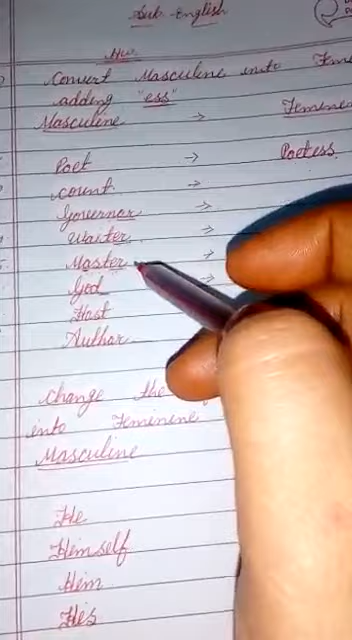 Sub - English
H.W.
Convert Masculine into Fem
adding "ess"
Masculine → Feminine
Poet → Poetess
count →
Governor →
Waiter →
Master
God →
Host
Author
change the
into Feminine
Masculine
He
Himself
Him
His